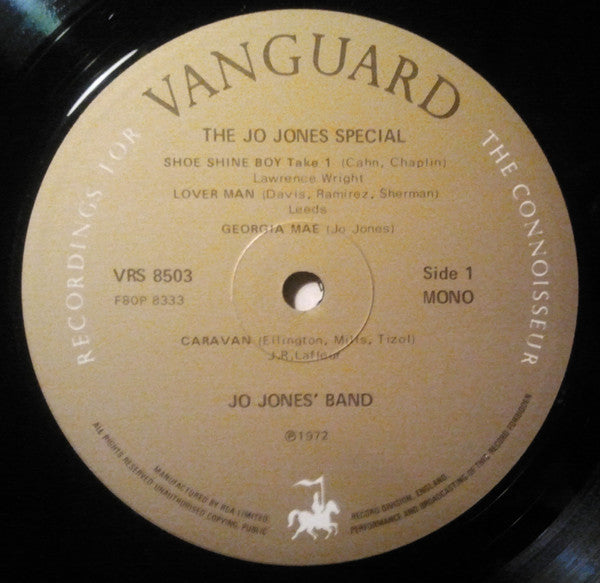 VANGUARD
RECORDINGS FOR THE CONNOISSEUR
THE JO JONES SPECIAL
SHOE SHINE BOY Take 1 (Cahn, Chaplin)
Lawrence Wright
LOVER MAN (Davis, Ramirez, Sherman)
Leeds
GEORGIA MAE (Jo Jones)
VRS 8503
Side 1
F8OP 8333
MONO
CARAVAN (Ellington, Mills, Tizol)
J.R. Lafleur
JO JONES' BAND
℗1972
MANUFACTURED BY RCA LIMITED, RECORD DIVISION, ENGLAND.
ALL RIGHTS RESERVED. UNAUTHORISED COPYING, PUBLIC PERFORMANCE AND BROADCASTING OF THIS RECORD FORBIDDEN